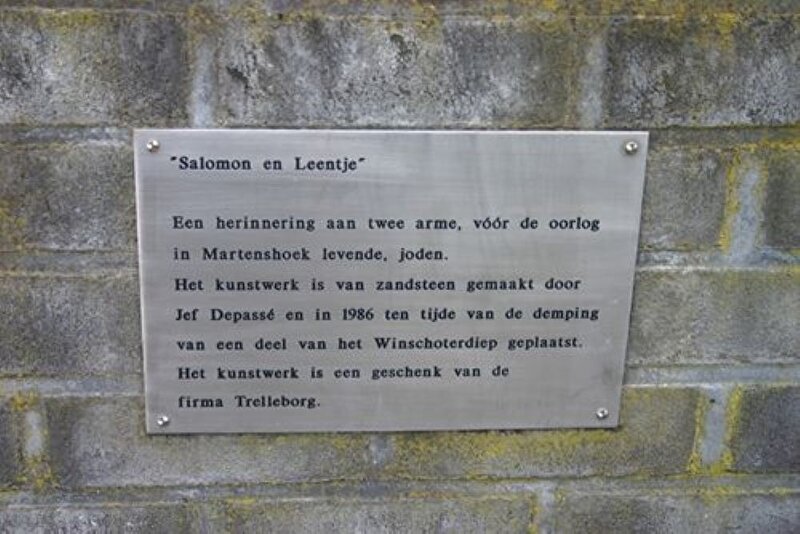 "Salomon en Leentje"
Een herinnering aan twee arme, vóór de oorlog
in Martenshoek levende, joden.
Het kunstwerk is van zandsteen gemaakt door
Jef Depassé en in 1986 ten tijde van de demping
van een deel van het Winschoterdiep geplaatst.
Het kunstwerk is een geschenk van de
firma Trelleborg.